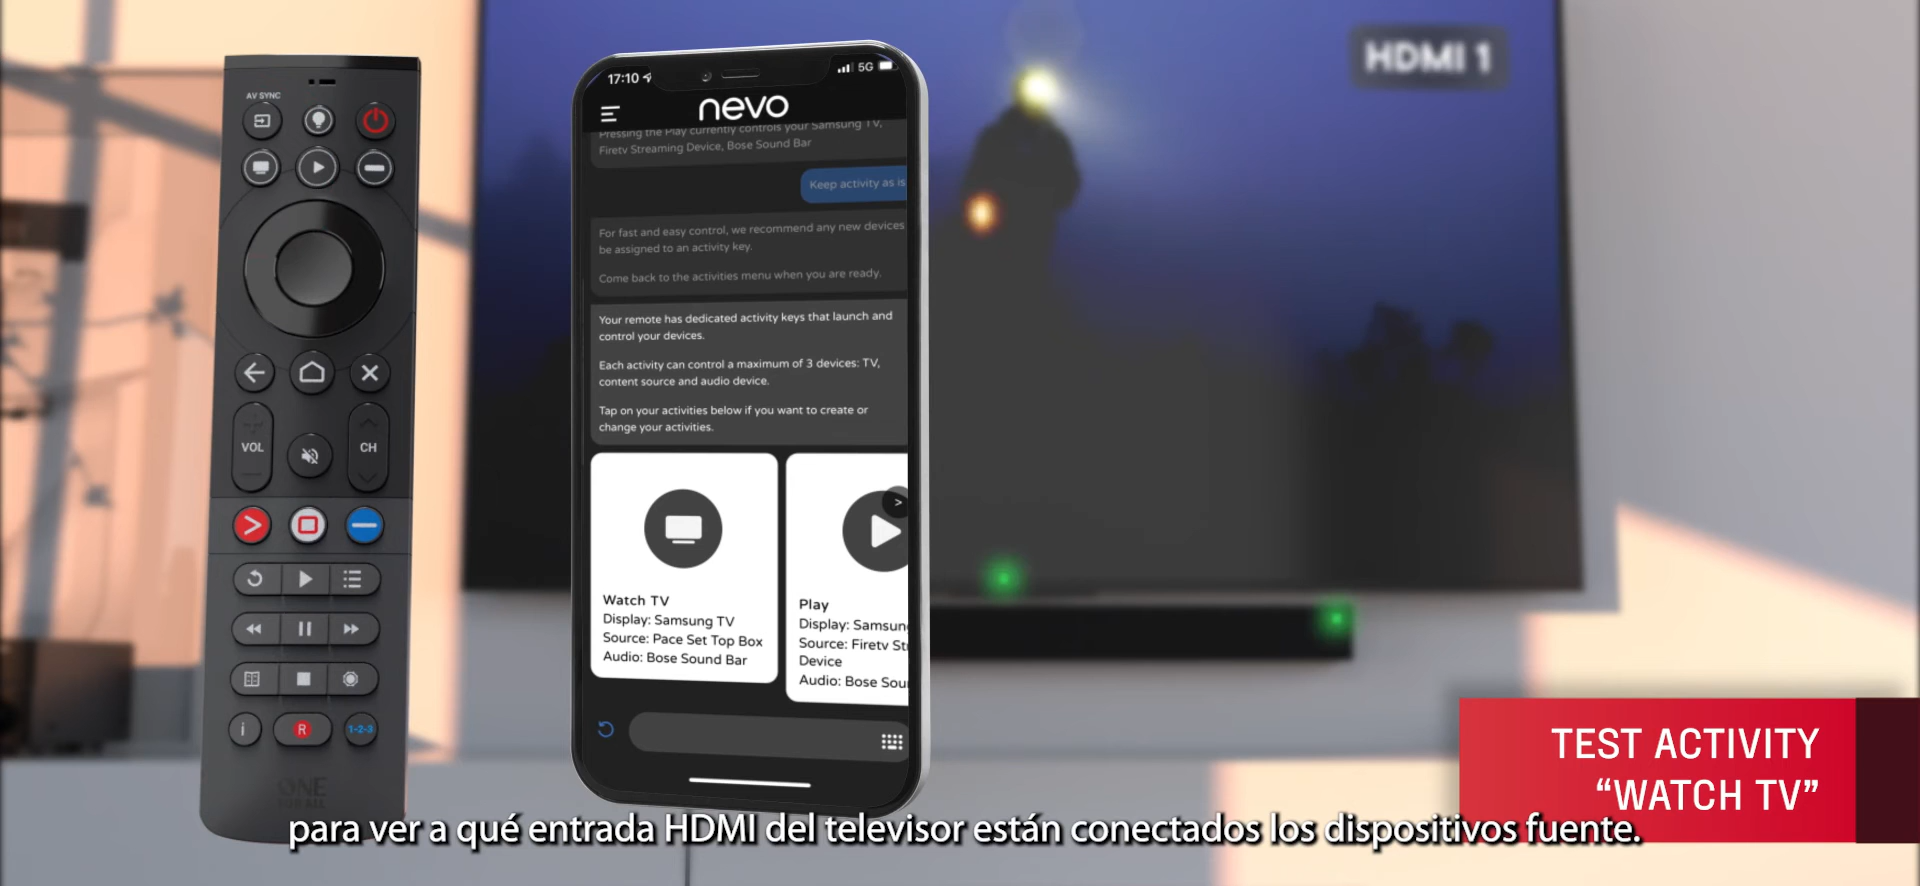 AV SYNC
VOL
CH
i
R
1-2-3
ONE
FOR ALL
17:10
5G
nevo
Pressing the Play currently controls your Samsung TV,
Firetv Streaming Device, Bose Sound Bar
Keep activity as is
For fast and easy control, we recommend any new devices
be assigned to an activity key.
Come back to the activities menu when you are ready.
Your remote has dedicated activity keys that launch and
control your devices.
Each activity can control a maximum of 3 devices: TV,
content source and audio device.
Tap on your activities below if you want to create or
change your activities.
Watch TV
Display: Samsung TV
Source: Pace Set Top Box
Audio: Bose Sound Bar
Play
Display: Samsun
Source: Firetv St
Device
Audio: Bose Sou
HDMI 1
TEST ACTIVITY
“WATCH TV”
para ver a qué entrada HDMI del televisor están conectados los dispositivos fuente.